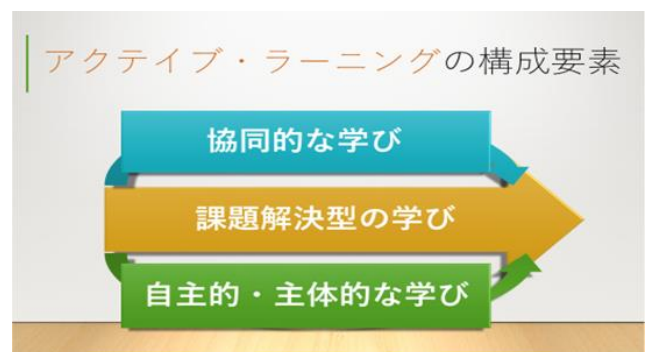 アクティブ・ラーニングの構成要素
協同的な学び
課題解決型の学び
自主的・主体的な学び